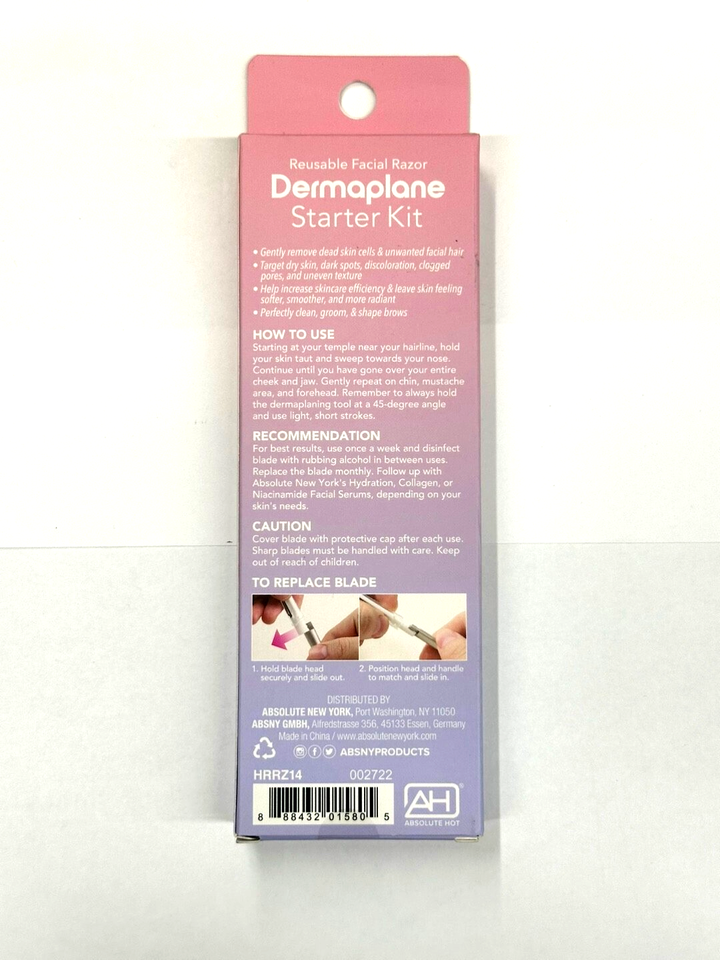 Reusable Facial Razor
Dermaplane
Starter Kit
• Gently remove dead skin cells & unwanted facial hair
• Target dry skin, dark spots, discoloration, clogged
pores, and uneven texture
• Help increase skincare efficiency & leave skin feeling
softer, smoother, and more radiant
• Perfectly clean, groom, & shape brows
HOW TO USE
Starting at your temple near your hairline, hold
your skin taut and sweep towards your nose.
Continue until you have gone over your entire
cheek and jaw. Gently repeat on chin, mustache
area, and forehead. Remember to always hold
the dermaplaning tool at a 45-degree angle
and use light, short strokes.
RECOMMENDATION
For best results, use once a week and disinfect
blade with rubbing alcohol in between uses.
Replace the blade monthly. Follow up with
Absolute New York's Hydration, Collagen, or
Niacinamide Facial Serums, depending on your
skin's needs.
CAUTION
Cover blade with protective cap after each use.
Sharp blades must be handled with care. Keep
out of reach of children.
TO REPLACE BLADE
1. Hold blade head
securely and slide out.
2. Position head and handle
to match and slide in.
DISTRIBUTED BY
ABSOLUTE NEW YORK, Port Washington, NY 11050
ABSNY GMBH, Alfredstrasse 356, 45133 Essen, Germany
Made in China / www.absolutenewyork.com
ABSNYPRODUCTS
HRRZ14 002722
8 88432 01580 5
AH®
ABSOLUTE HOT